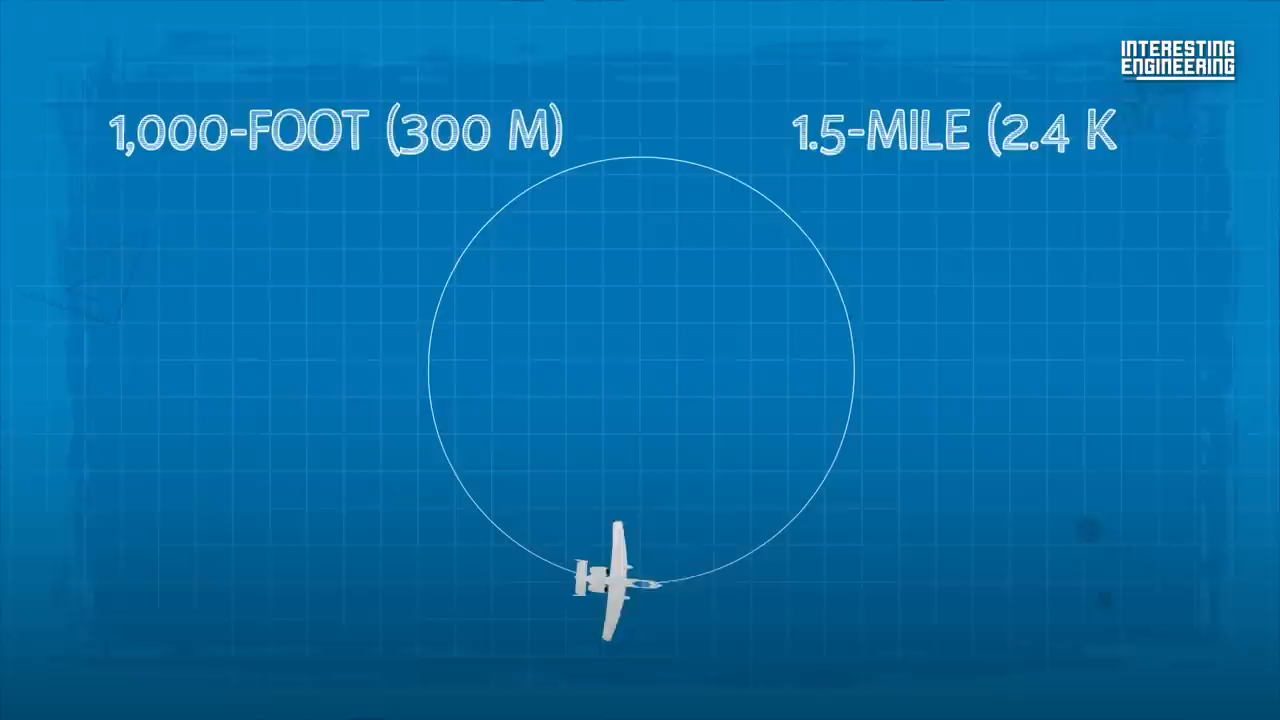 INTERESTING
ENGINEERING
1,000-FOOT (300 M)
1.5-MILE (2.4 K